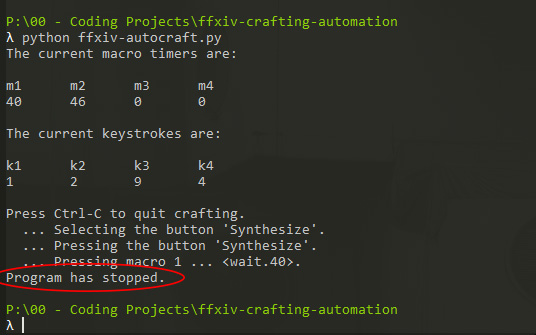 P:\00 - Coding Projects\ffxiv-crafting-automation
λ python ffxiv-autocraft.py
The current macro timers are:
m1 m2 m3 m4
40 46 0 0
The current keystrokes are:
k1 k2 k3 k4
1 2 9 4
Press Ctrl-C to quit crafting.
... Selecting the button 'Synthesize'.
... Pressing the button 'Synthesize'.
... Pressing macro 1 ... <wait.40>.
Program has stopped.
P:\00 - Coding Projects\ffxiv-crafting-automation
λ